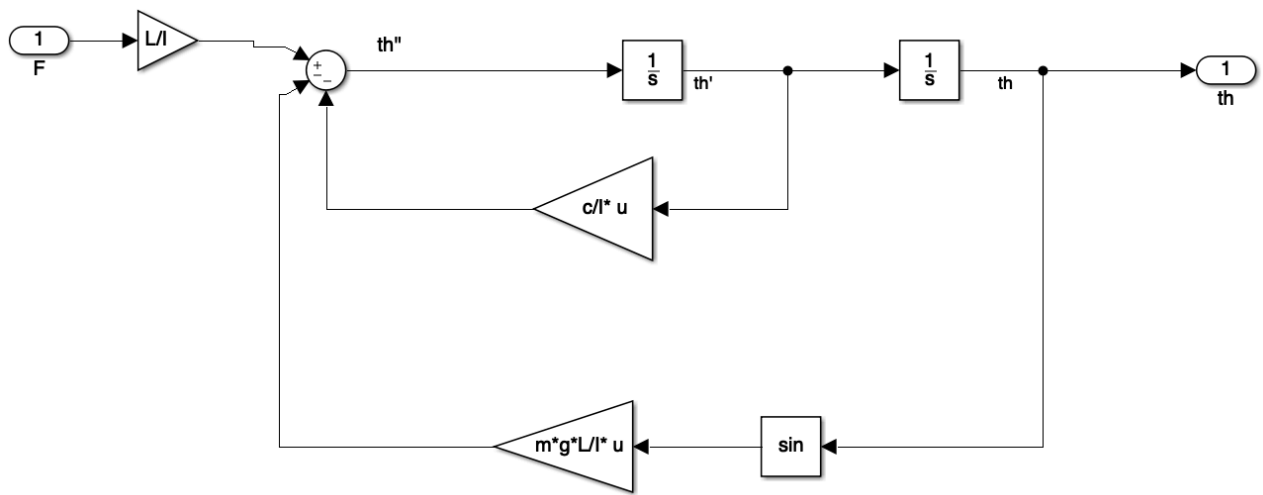 1
F
L/I
+
−
−
th"
1
s
th'
1
s
th
1
th
c/I* u
m*g*L/I* u
sin